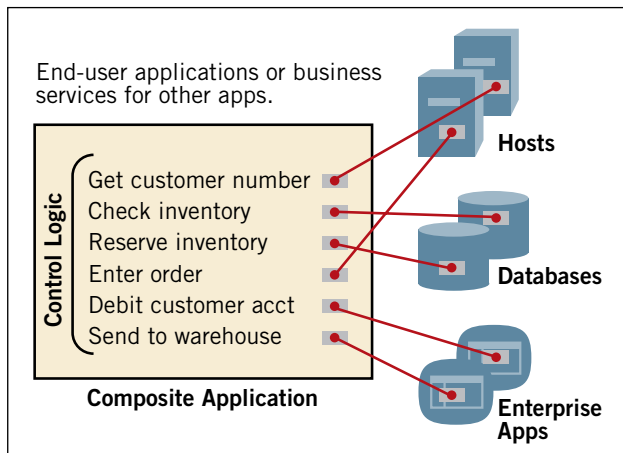 End-user applications or business
services for other apps.
Control Logic
Get customer number
Check inventory
Reserve inventory
Enter order
Debit customer acct
Send to warehouse
Composite Application
Hosts
Databases
Enterprise
Apps